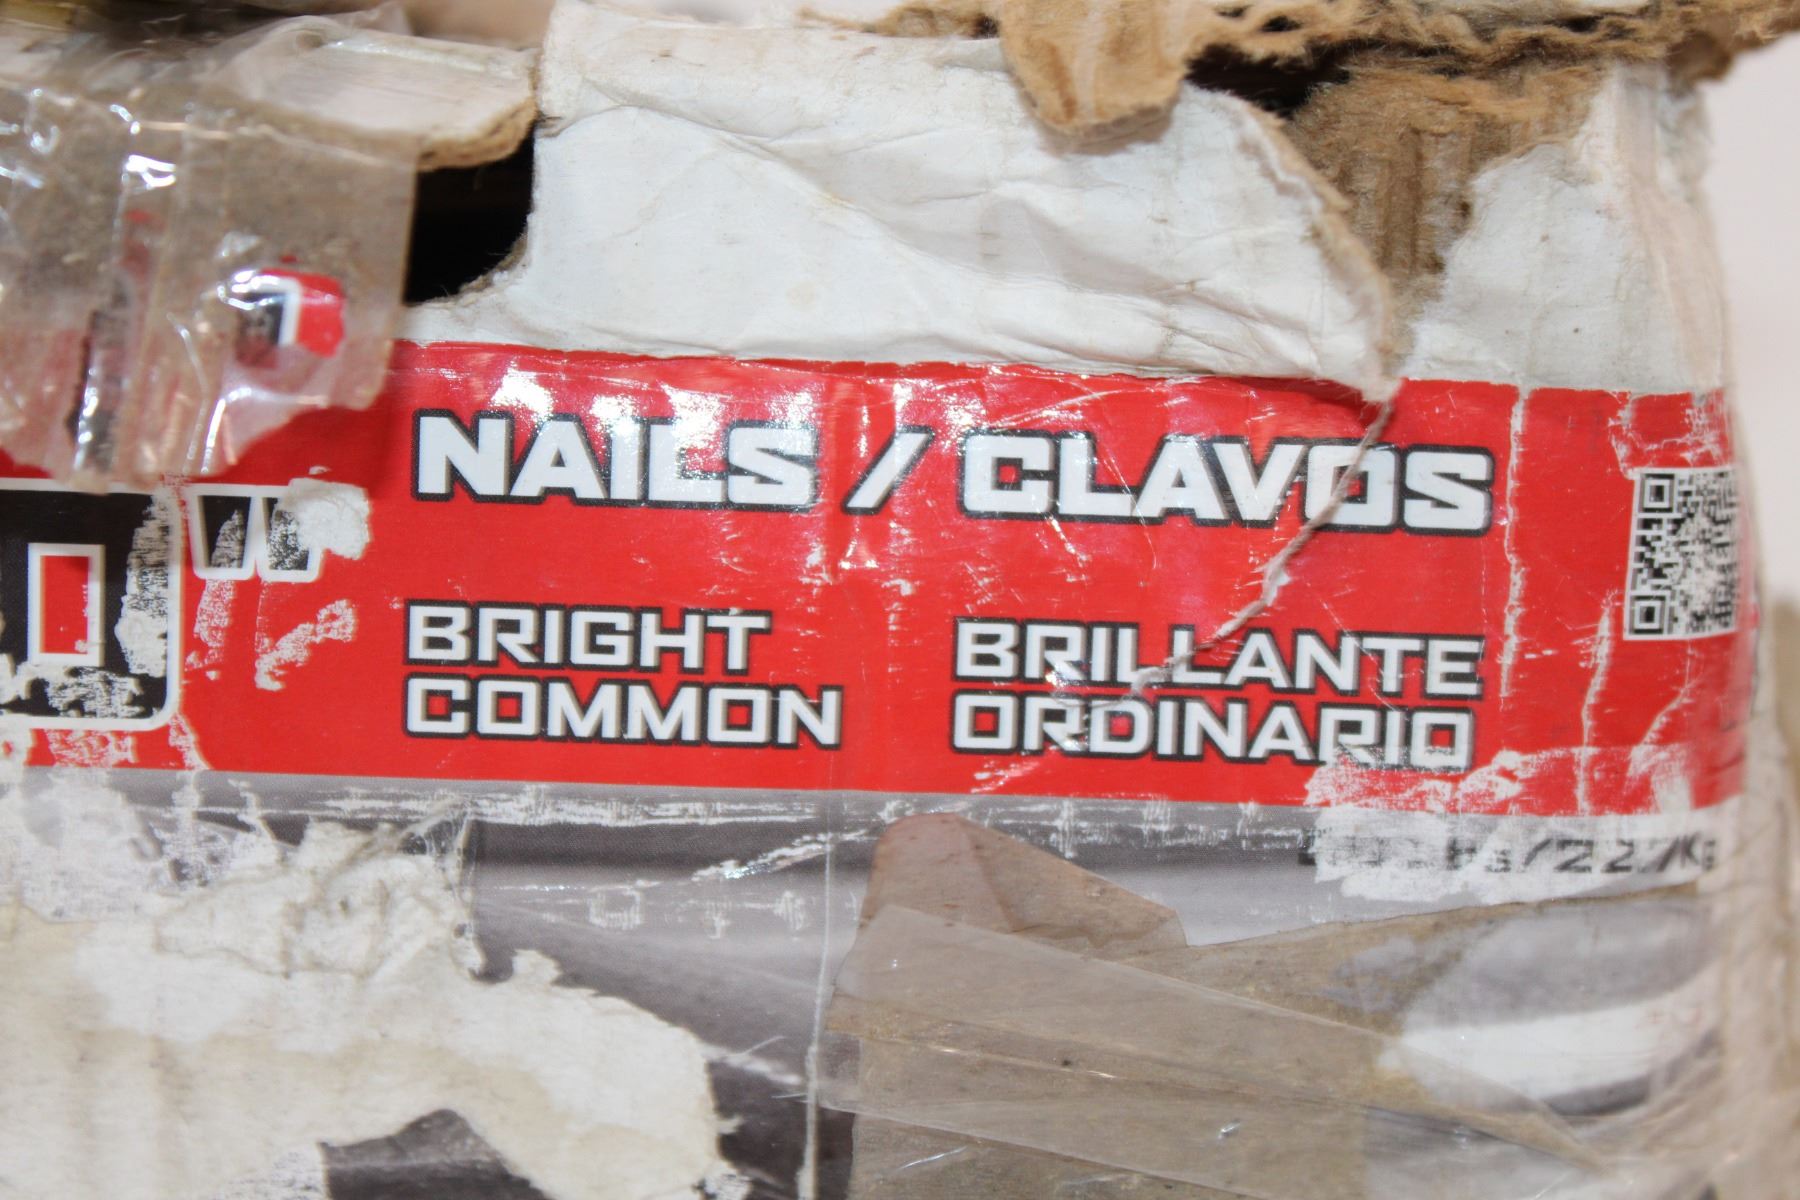 NAILS / CLAVOS
BRIGHT
COMMON
BRILLANTE
ORDINARIO